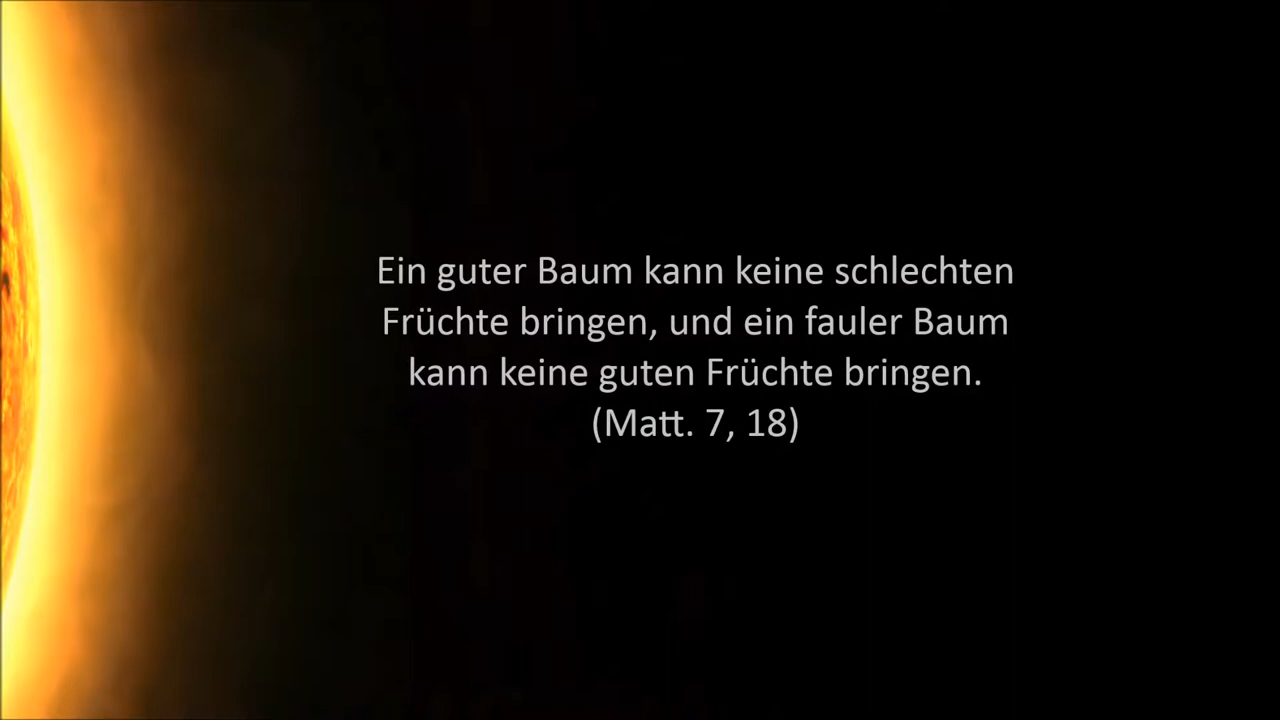 Ein guter Baum kann keine schlechten
Früchte bringen, und ein fauler Baum
kann keine guten Früchte bringen.
(Matt. 7, 18)